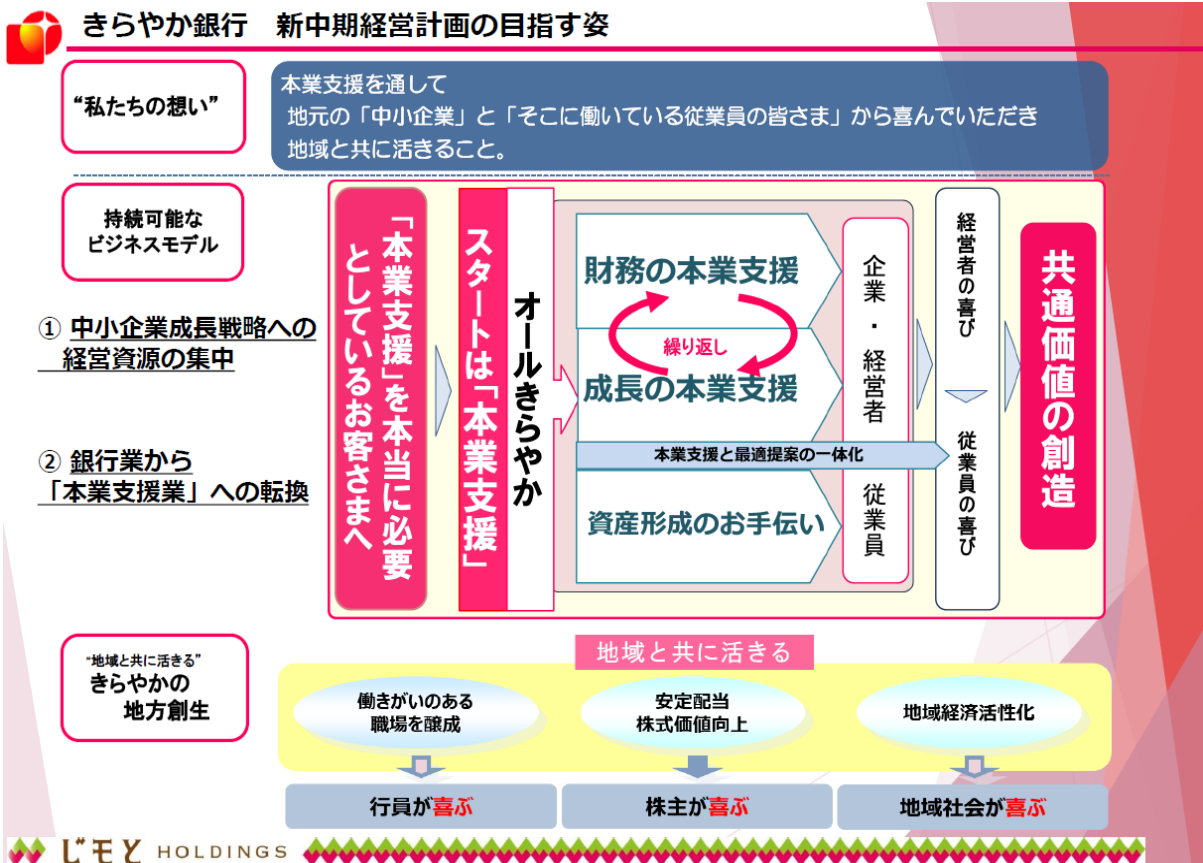 きらやか銀行 新中期経営計画の目指す姿
“私たちの想い”
本業支援を通して
地元の「中小企業」と「そこに働いている従業員の皆さま」から喜んでいただき
地域と共に活きること。
持続可能な
ビジネスモデル
① 中小企業成長戦略への
経営資源の集中
② 銀行業から
「本業支援業」への転換
「本業支援」を本当に必要
としているお客さまへ
スタートは「本業支援」
オールきらやか
財務の本業支援
繰り返し
成長の本業支援
本業支援と最適提案の一体化
資産形成のお手伝い
企業・経営者
従業員
経営者の喜び
従業員の喜び
共通価値の創造
“地域と共に活きる”
きらやかの
地方創生
地域と共に活きる
働きがいのある
職場を醸成
安定配当
株式価値向上
地域経済活性化
行員が喜ぶ
株主が喜ぶ
地域社会が喜ぶ
じモト HOLDINGS